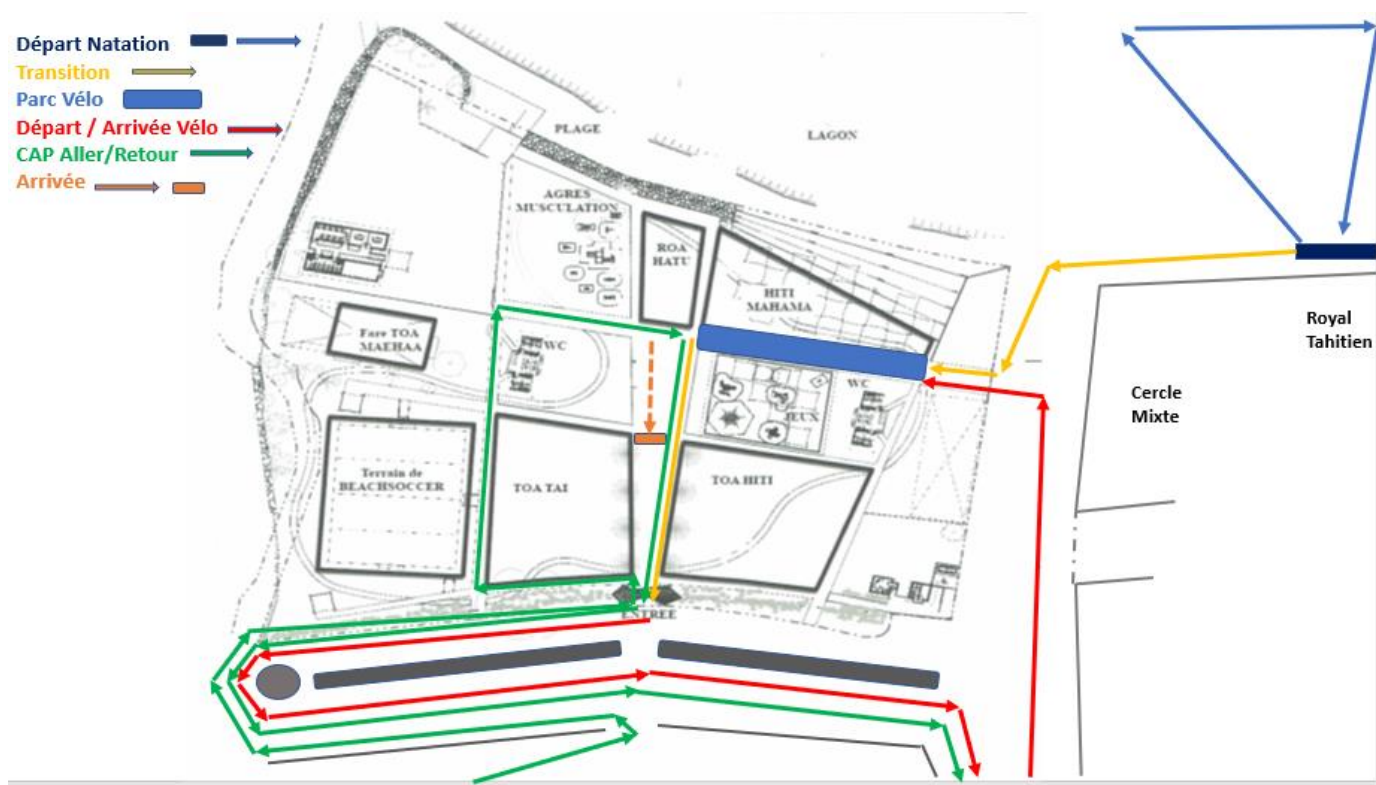 Départ Natation
Transition
Parc Vélo
Départ / Arrivée Vélo
CAP Aller/Retour
Arrivée
PLAGE
LAGON
AGRES
MUSCULATION
ROA
HATU
HITI
MAHAMA
Royal
Tahitien
Fare TOA
MAEHAA
WC
WC
Cercle
Mixte
JEUX
Terrain de
BEACHSOCCER
TOA TAI
TOA HITI
ENTREE